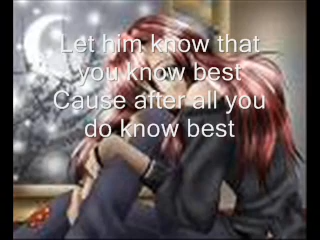 Let him know that
you know best
Cause after all you
do know best